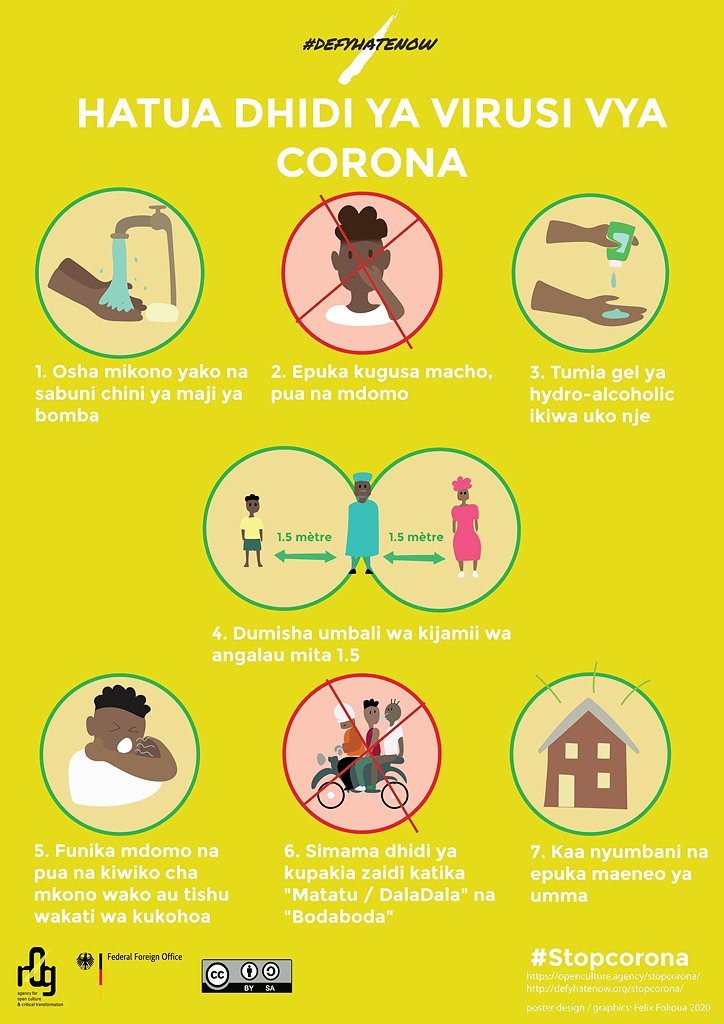 #DEFYHATENOW
HATUA DHIDI YA VIRUSI VYA
CORONA
1. Osha mikono yako na
sabuni chini ya maji ya
bomba
2. Epuka kugusa macho,
pua na mdomo
3. Tumia gel ya
hydro-alcoholic
ikiwa uko nje
1.5 mètre
1.5 mètre
4. Dumisha umbali wa kijamii wa
angalau mita 1.5
5. Funika mdomo na
pua na kiwiko cha
mkono wako au tishu
wakati wa kukohoa
6. Simama dhidi ya
kupakia zaidi katika
"Matatu / DalaDala" na
"Bodaboda"
7. Kaa nyumbani na
epuka maeneo ya
umma
r0g
agency for
open culture
& critical transformation
Federal Foreign Office
cc
BY SA
#Stopcorona
https://openculture.agency/stopcorona/
http://defyhatenow.org/stopcorona/
poster design / graphics: Felix Fokoua 2020